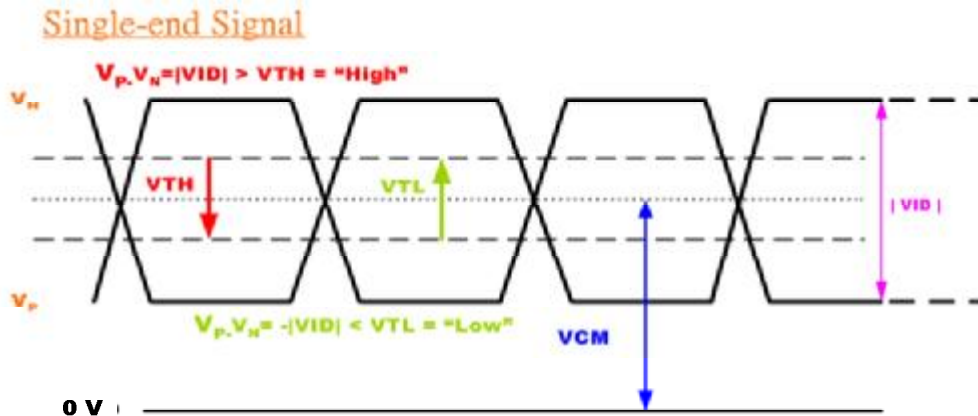 Single-end Signal
VP-VN=|VID| > VTH = “High”
VN
VTH
VTL
| VID |
VP
VP-VN= -|VID| < VTL = “Low”
VCM
0 V